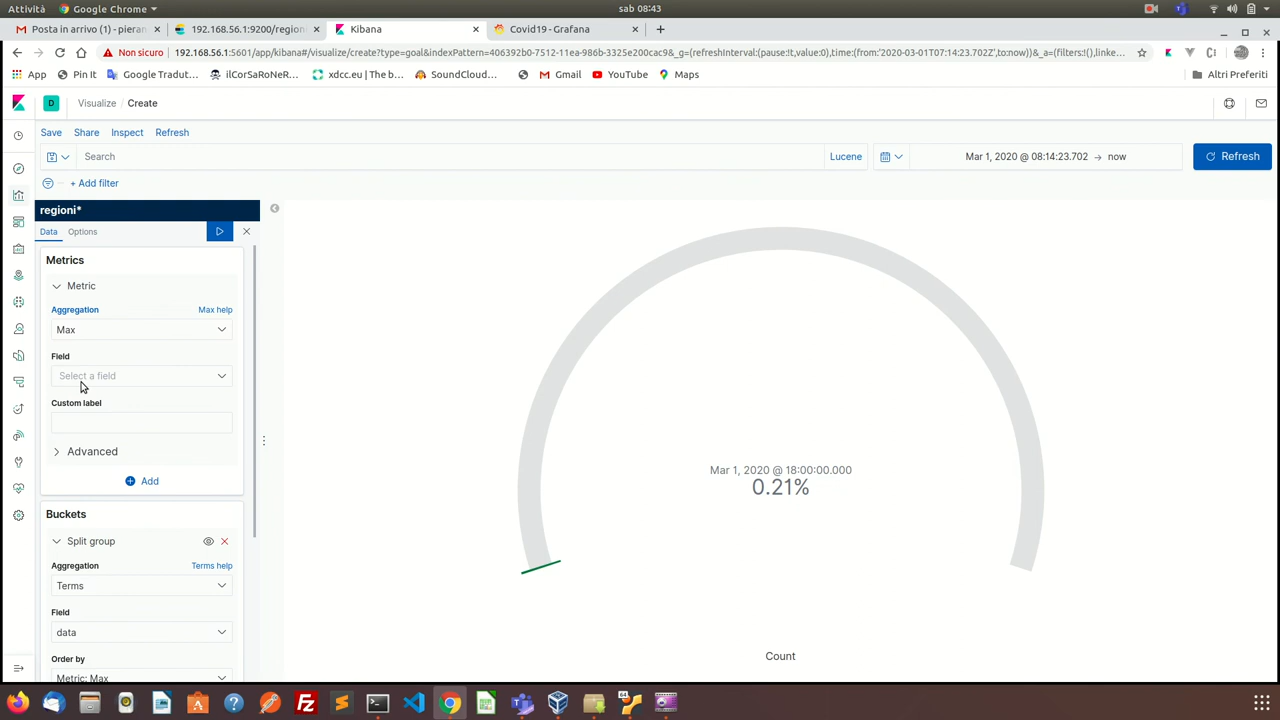 Attività
Google Chrome
sab 08:43
Posta in arrivo (1) - pieran
192.168.56.1:9200/regioni
Kibana
Covid19 - Grafana
Non sicuro
192.168.56.1:5601/app/kibana#/visualize/create?type=goal&indexPattern=406392b0-7512-11ea-986b-3325e200cac9&_g=(refreshInterval:(pause:!t,value:0),time:(from:'2020-03-01T07:14:23.702Z',to:now))&_a=(filters:!(),linke...
App
Pin It
Google Tradut...
ilCorSaRoNeR...
xdcc.eu | The b...
SoundCloud...
Gmail
YouTube
Maps
Altri Preferiti
D
Visualize
Create
Save
Share
Inspect
Refresh
Search
Lucene
Mar 1, 2020 @ 08:14:23.702 → now
Refresh
+ Add filter
regioni*
Data
Options
Metrics
Metric
Aggregation
Max help
Max
Field
Select a field
Custom label
Advanced
Add
Buckets
Split group
Aggregation
Terms help
Terms
Field
data
Order by
Metric: Max
Mar 1, 2020 @ 18:00:00.000
0.21%
Count